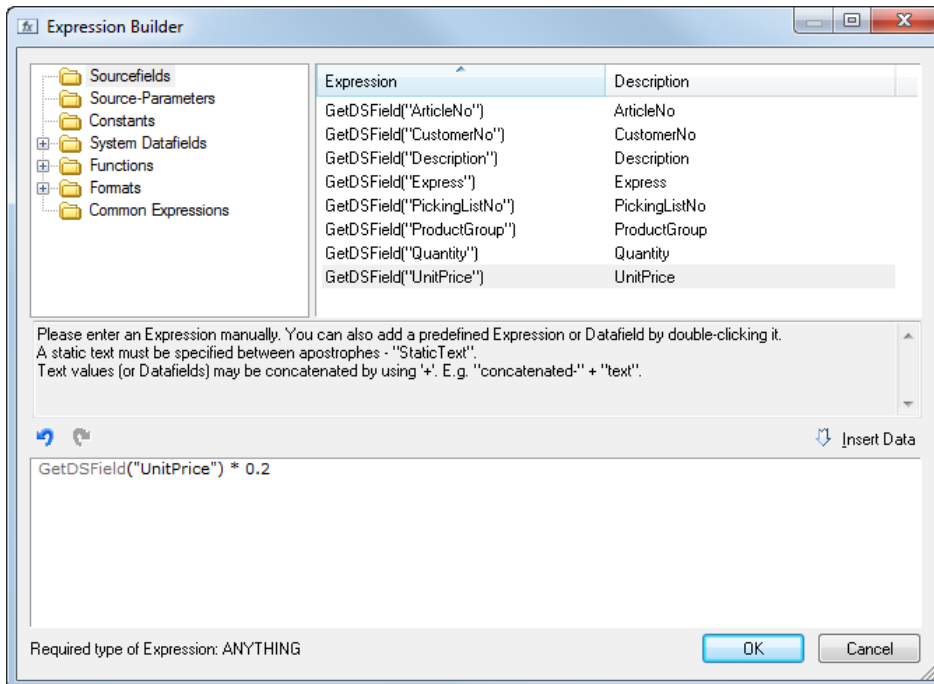 Expression Builder
Sourcefields
Source-Parameters
Constants
System Datafields
Functions
Formats
Common Expressions
Expression Description
GetDSField("ArticleNo") ArticleNo
GetDSField("CustomerNo") CustomerNo
GetDSField("Description") Description
GetDSField("Express") Express
GetDSField("PickingListNo") PickingListNo
GetDSField("ProductGroup") ProductGroup
GetDSField("Quantity") Quantity
GetDSField("UnitPrice") UnitPrice
Please enter an Expression manually. You can also add a predefined Expression or Datafield by double-clicking it.
A static text must be specified between apostrophes - "StaticText".
Text values (or Datafields) may be concatenated by using '+'. E.g. "concatenated-" + "text".
Insert Data
GetDSField("UnitPrice") * 0.2
Required type of Expression: ANYTHING
OK Cancel